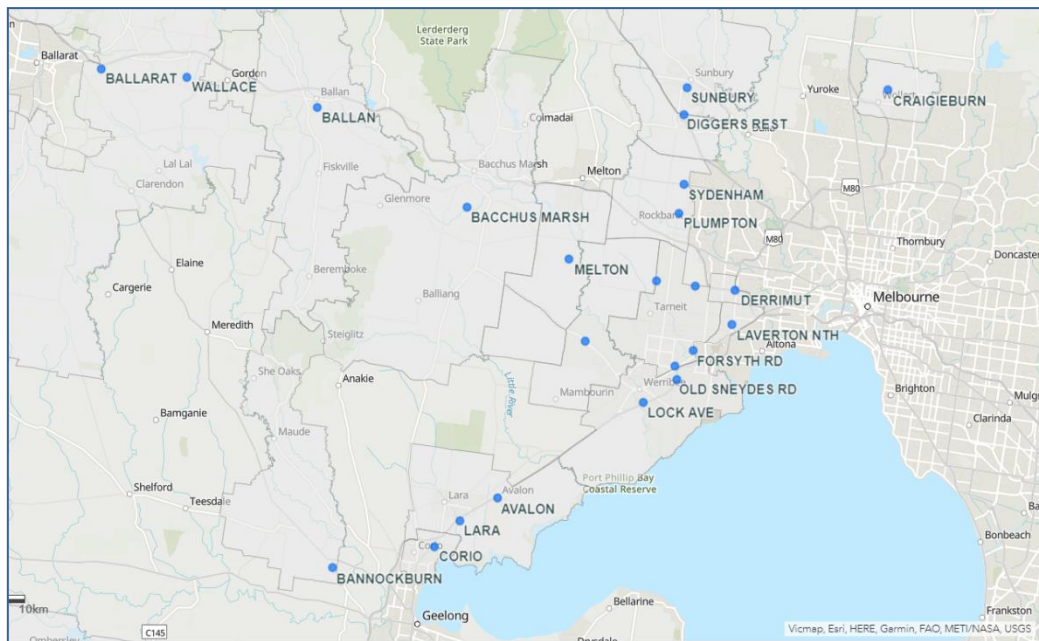 Lerderderg
State Park
Ballarat
BALLARAT
WALLACE
Gordon
Ballan
BALLAN
Sunbury
SUNBURY
Yuroke
Wollert
CRAIGIEBURN
DIGGERS REST
Coimadai
Lal Lal
Fiskville
Bacchus Marsh
Melton
M80
Clarendon
SYDENHAM
Glenmore
BACCHUS MARSH
Rockbank
PLUMPTON
M80
Thornbury
Elaine
MELTON
Doncaster
Cargerie
Beremboke
Balliang
DERRIMUT
Melbourne
Tarneit
Meredith
Steiglitz
LAVERTON NTH
Altona
FORSYTH RD
She Oaks
Anakie
Little River
Werribee
OLD SNEYDES RD
Brighton
Mambourin
LOCK AVE
Bamganie
Clarinda
Maude
Port Phillip Bay
Coastal Reserve
Shelford
Teesdale
Lara
Avalon
AVALON
LARA
Bonbeach
Corio
CORIO
BANNOCKBURN
10km
Geelong
Bellarine
Frankston
C145
Vicmap, Esri, HERE, Garmin, FAO, METI/NASA, USGS